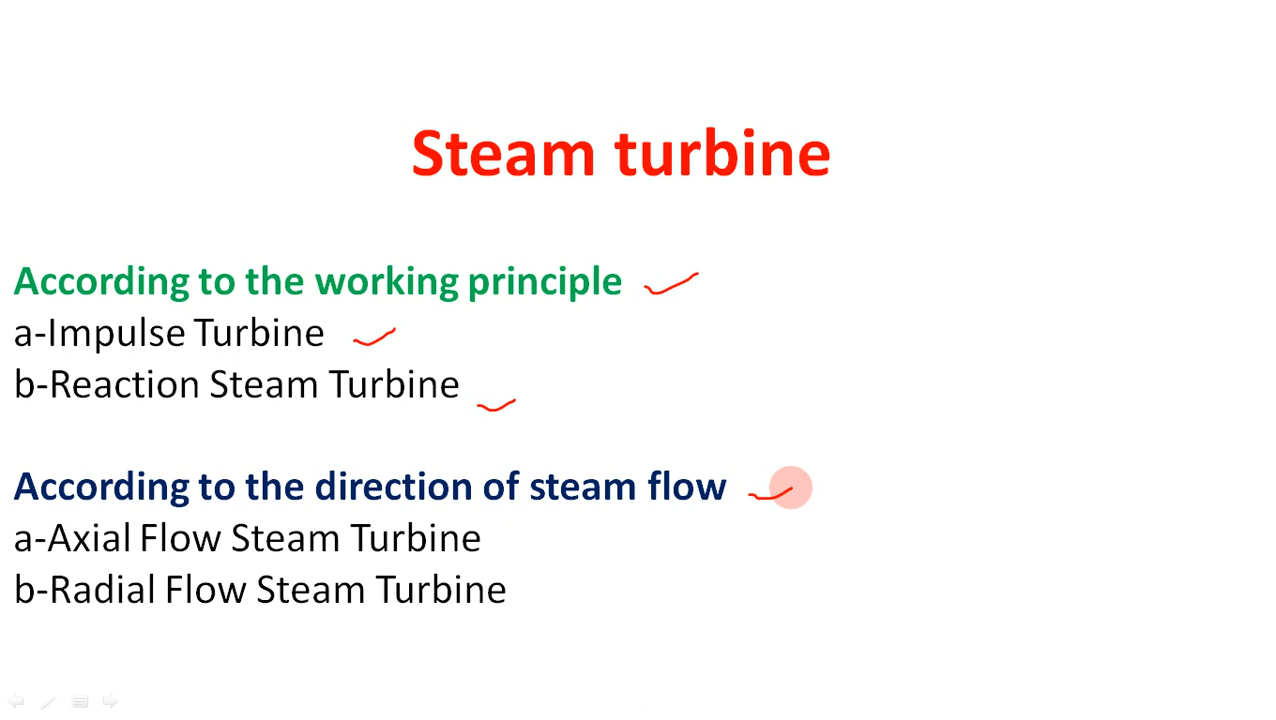 Steam turbine
According to the working principle
a-Impulse Turbine
b-Reaction Steam Turbine
According to the direction of steam flow
a-Axial Flow Steam Turbine
b-Radial Flow Steam Turbine